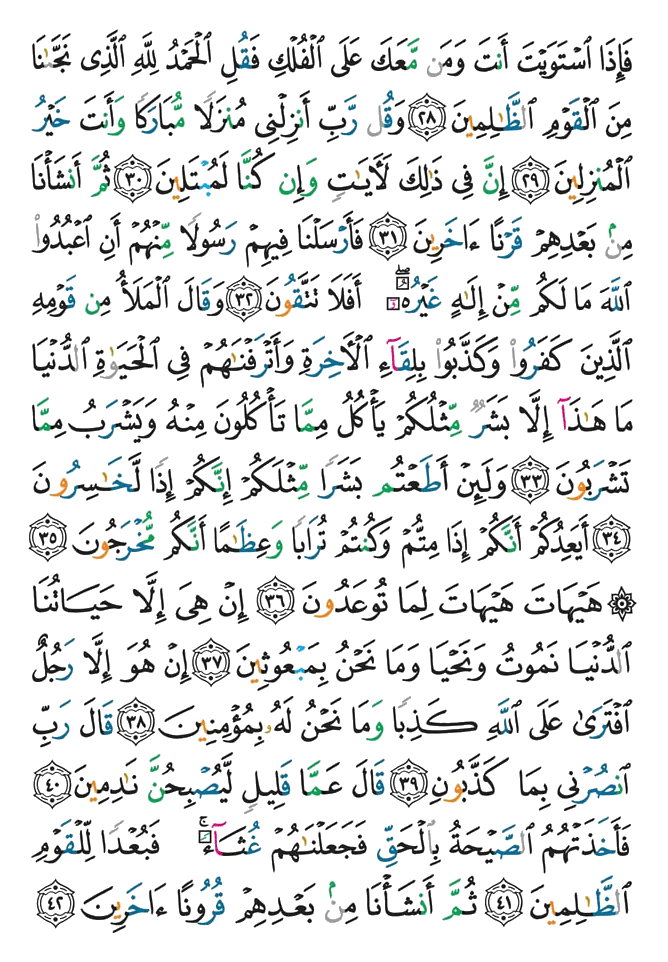 فَإِذَا ٱسْتَوَيْتَ أَنتَ وَمَن مَّعَكَ عَلَى ٱلْفُلْكِ فَقُلِ ٱلْحَمْدُ لِلَّهِ ٱلَّذِى نَجَّىٰنَا
مِنَ ٱلْقَوْمِ ٱلظَّـٰلِمِينَ ٢٨ وَقُل رَّبِّ أَنزِلْنِى مُنزَلًا مُّبَارَكًا وَأَنتَ خَيْرُ
ٱلْمُنزِلِينَ ٢٩ إِنَّ فِى ذَٰلِكَ لَـَٔايَـٰتٍ وَإِن كُنَّا لَمُبْتَلِينَ ٣٠ ثُمَّ أَنشَأْنَا
مِنۢ بَعْدِهِمْ قَرْنًا ءَاخَرِينَ ٣١ فَأَرْسَلْنَا فِيهِمْ رَسُولًا مِّنْهُمْ أَنِ ٱعْبُدُوا۟
ٱللَّهَ مَا لَكُم مِّنْ إِلَـٰهٍ غَيْرُهُۥٓ ۖ أَفَلَا تَتَّقُونَ ٣٢ وَقَالَ ٱلْمَلَأُ مِن قَوْمِهِ
ٱلَّذِينَ كَفَرُوا۟ وَكَذَّبُوا۟ بِلِقَآءِ ٱلْـَٔاخِرَةِ وَأَتْرَفْنَـٰهُمْ فِى ٱلْحَيَوٰةِ ٱلدُّنْيَا
مَا هَـٰذَآ إِلَّا بَشَرٌ مِّثْلُكُمْ يَأْكُلُ مِمَّا تَأْكُلُونَ مِنْهُ وَيَشْرَبُ مِمَّا
تَشْرَبُونَ ٣٣ وَلَئِنْ أَطَعْتُم بَشَرًا مِّثْلَكُمْ إِنَّكُمْ إِذًا لَّخَـٰسِرُونَ
٣٤ أَيَعِدُكُمْ أَنَّكُمْ إِذَا مِتُّمْ وَكُنتُمْ تُرَابًا وَعِظَـٰمًا أَنَّكُم مُّخْرَجُونَ ٣٥
۞ هَيْهَاتَ هَيْهَاتَ لِمَا تُوعَدُونَ ٣٦ إِنْ هِىَ إِلَّا حَيَاتُنَا
ٱلدُّنْيَا نَمُوتُ وَنَحْيَا وَمَا نَحْنُ بِمَبْعُوثِينَ ٣٧ إِنْ هُوَ إِلَّا رَجُلٌ
ٱفْتَرَىٰ عَلَى ٱللَّهِ كَذِبًا وَمَا نَحْنُ لَهُۥ بِمُؤْمِنِينَ ٣٨ قَالَ رَبِّ
ٱنصُرْنِى بِمَا كَذَّبُونِ ٣٩ قَالَ عَمَّا قَلِيلٍ لَّيُصْبِحُنَّ نَـٰدِمِينَ ٤٠
فَأَخَذَتْهُمُ ٱلصَّيْحَةُ بِٱلْحَقِّ فَجَعَلْنَـٰهُمْ غُثَآءً ۚ فَبُعْدًا لِّلْقَوْمِ
ٱلظَّـٰلِمِينَ ٤١ ثُمَّ أَنشَأْنَا مِنۢ بَعْدِهِمْ قُرُونًا ءَاخَرِينَ ٤٢